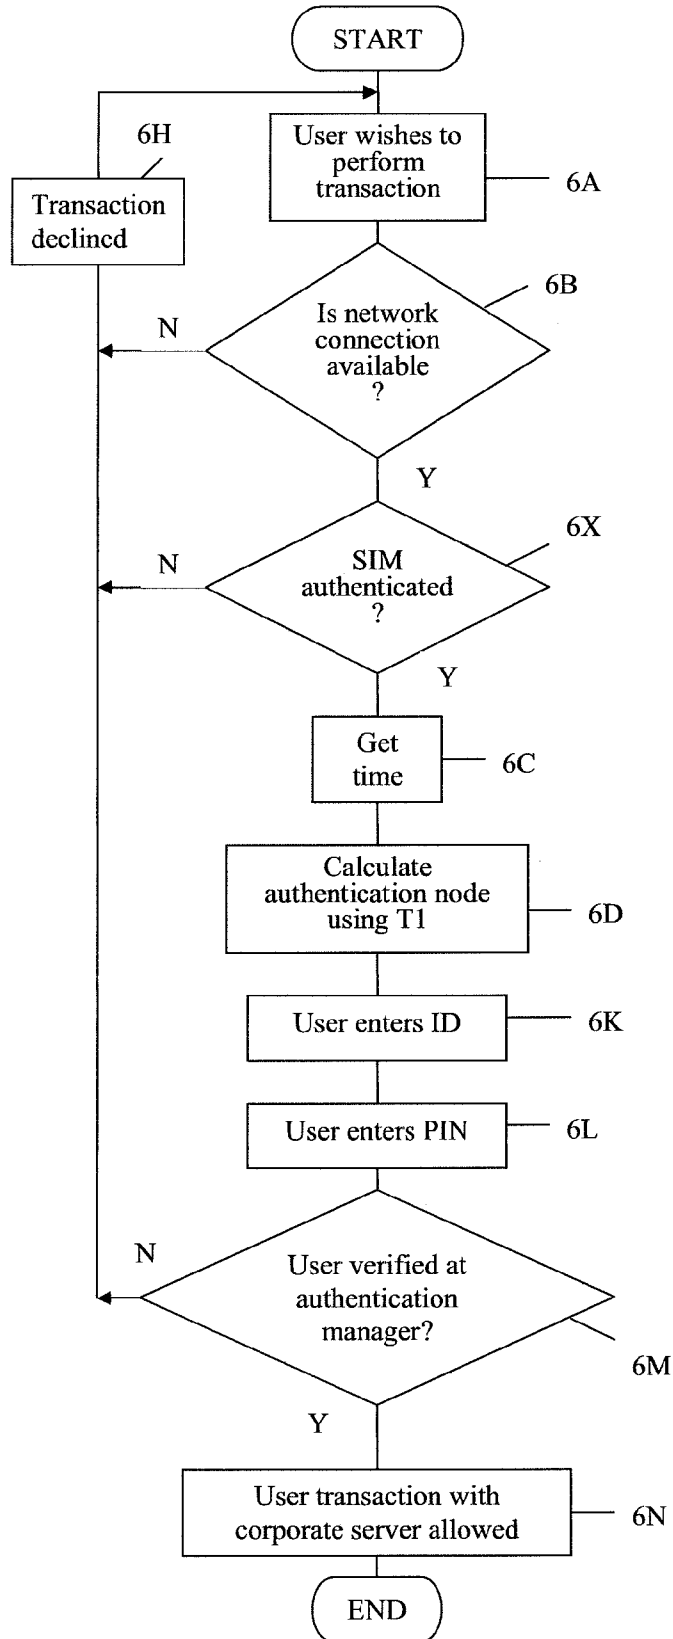 START
6H
User wishes to
perform
transaction
6A
Transaction
declined
6B
Is network
connection
available
?
N
Y
6X
SIM
authenticated
?
N
Y
Get
time
6C
Calculate
authentication node
using T1
6D
User enters ID
6K
User enters PIN
6L
N
User verified at
authentication
manager?
6M
Y
User transaction with
corporate server allowed
6N
END